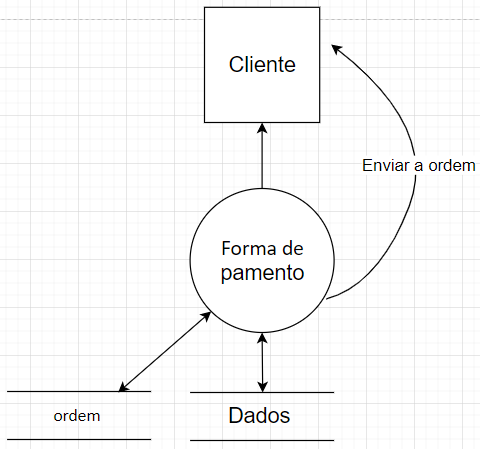 Cliente
Enviar a ordem
Forma de
pamento
ordem
Dados